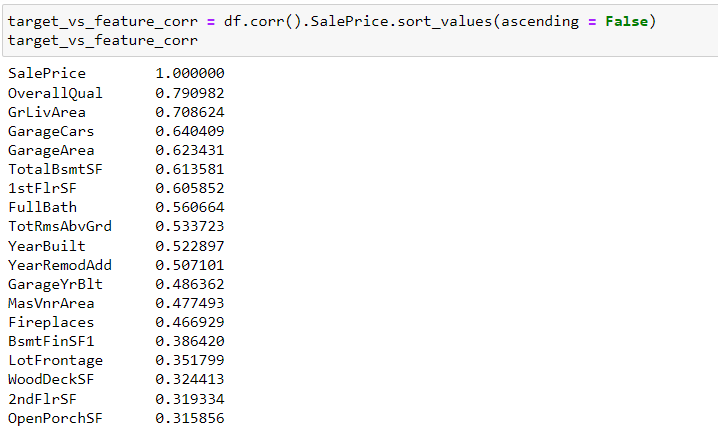 target_vs_feature_corr = df.corr().SalePrice.sort_values(ascending = False)
target_vs_feature_corr
SalePrice 1.000000
OverallQual 0.790982
GrLivArea 0.708624
GarageCars 0.640409
GarageArea 0.623431
TotalBsmtSF 0.613581
1stFlrSF 0.605852
FullBath 0.560664
TotRmsAbvGrd 0.533723
YearBuilt 0.522897
YearRemodAdd 0.507101
GarageYrBlt 0.486362
MasVnrArea 0.477493
Fireplaces 0.466929
BsmtFinSF1 0.386420
LotFrontage 0.351799
WoodDeckSF 0.324413
2ndFlrSF 0.319334
OpenPorchSF 0.315856